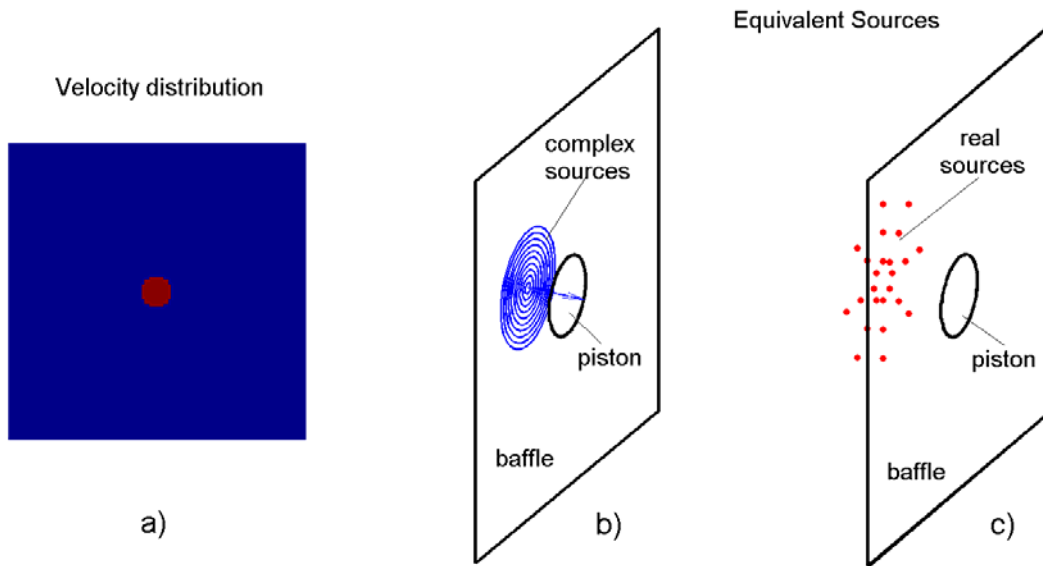 Equivalent Sources
Velocity distribution
complex
sources
real
sources
piston
piston
baffle
baffle
a)
b)
c)